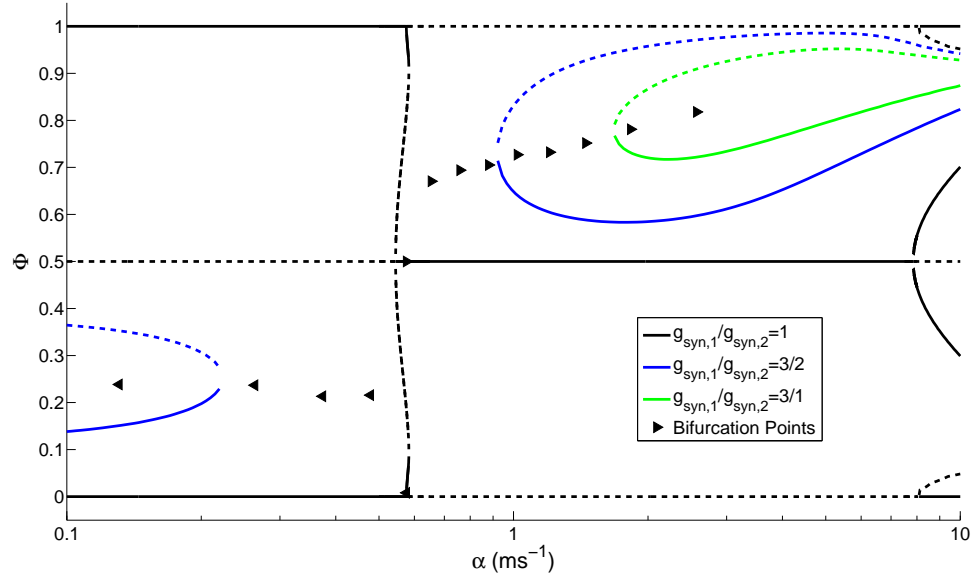 1
0.9
0.8
0.7
0.6
0.5
0.4
0.3
0.2
0.1
0
Φ
0.1
1
10
α (ms⁻¹)
g_syn,1/g_syn,2=1
g_syn,1/g_syn,2=3/2
g_syn,1/g_syn,2=3/1
Bifurcation Points